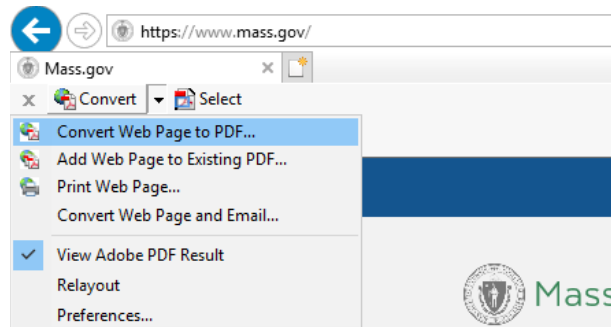 https://www.mass.gov/
Mass.gov
Convert Select
Convert Web Page to PDF...
Add Web Page to Existing PDF...
Print Web Page...
Convert Web Page and Email...
View Adobe PDF Result
Relayout
Preferences...
Mass